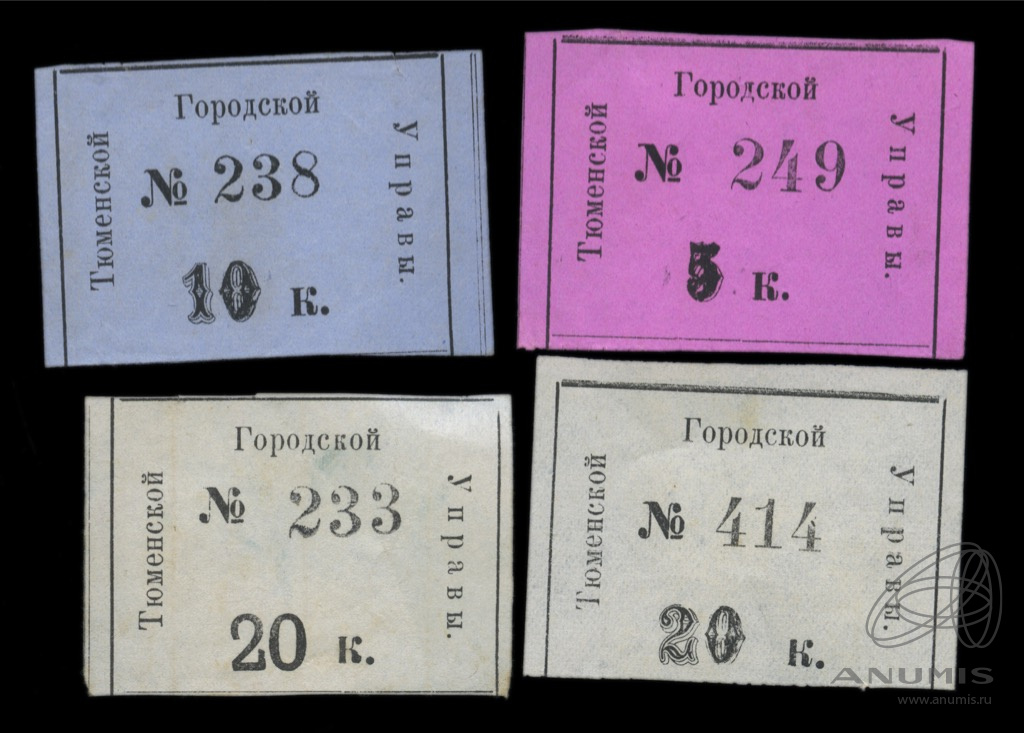 Тюменской
Городской
Управы.
№ 238
10 к.
Тюменской
Городской
Управы.
№ 249
5 к.
Тюменской
Городской
Управы.
№ 233
20 к.
Тюменской
Городской
Управы.
№ 414
20 к.
ANUMIS
www.anumis.ru